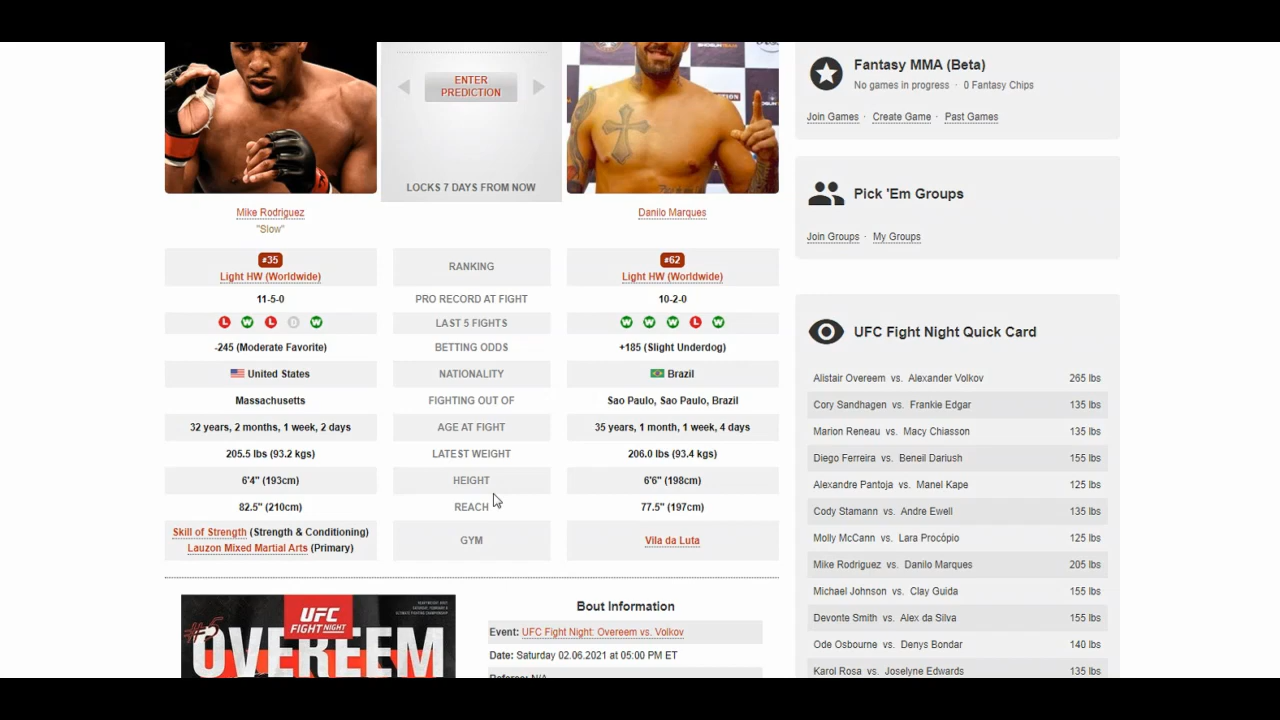 ENTER
PREDICTION
LOCKS 7 DAYS FROM NOW
Mike Rodriguez
"Slow"
Danilo Marques
#35
Light HW (Worldwide)
RANKING
#62
Light HW (Worldwide)
11-5-0
PRO RECORD AT FIGHT
10-2-0
L W L D W
LAST 5 FIGHTS
W W W L W
-245 (Moderate Favorite)
BETTING ODDS
+185 (Slight Underdog)
United States
NATIONALITY
Brazil
Massachusetts
FIGHTING OUT OF
Sao Paulo, Sao Paulo, Brazil
32 years, 2 months, 1 week, 2 days
AGE AT FIGHT
35 years, 1 month, 1 week, 4 days
205.5 lbs (93.2 kgs)
LATEST WEIGHT
206.0 lbs (93.4 kgs)
6'4" (193cm)
HEIGHT
6'6" (198cm)
82.5" (210cm)
REACH
77.5" (197cm)
Skill of Strength (Strength & Conditioning)
Lauzon Mixed Martial Arts (Primary)
GYM
Vila da Luta
UFC
FIGHT NIGHT
#5
OVEREEM
Bout Information
Event: UFC Fight Night: Overeem vs. Volkov
Date: Saturday 02.06.2021 at 05:00 PM ET
Referee: N/A
Fantasy MMA (Beta)
No games in progress · 0 Fantasy Chips
Join Games · Create Game · Past Games
Pick 'Em Groups
Join Groups · My Groups
UFC Fight Night Quick Card
Alistair Overeem vs. Alexander Volkov 265 lbs
Cory Sandhagen vs. Frankie Edgar 135 lbs
Marion Reneau vs. Macy Chiasson 135 lbs
Diego Ferreira vs. Beneil Dariush 155 lbs
Alexandre Pantoja vs. Manel Kape 125 lbs
Cody Stamann vs. Andre Ewell 135 lbs
Molly McCann vs. Lara Procópio 125 lbs
Mike Rodriguez vs. Danilo Marques 205 lbs
Michael Johnson vs. Clay Guida 155 lbs
Devonte Smith vs. Alex da Silva 155 lbs
Ode Osbourne vs. Denys Bondar 140 lbs
Karol Rosa vs. Joselyne Edwards 135 lbs